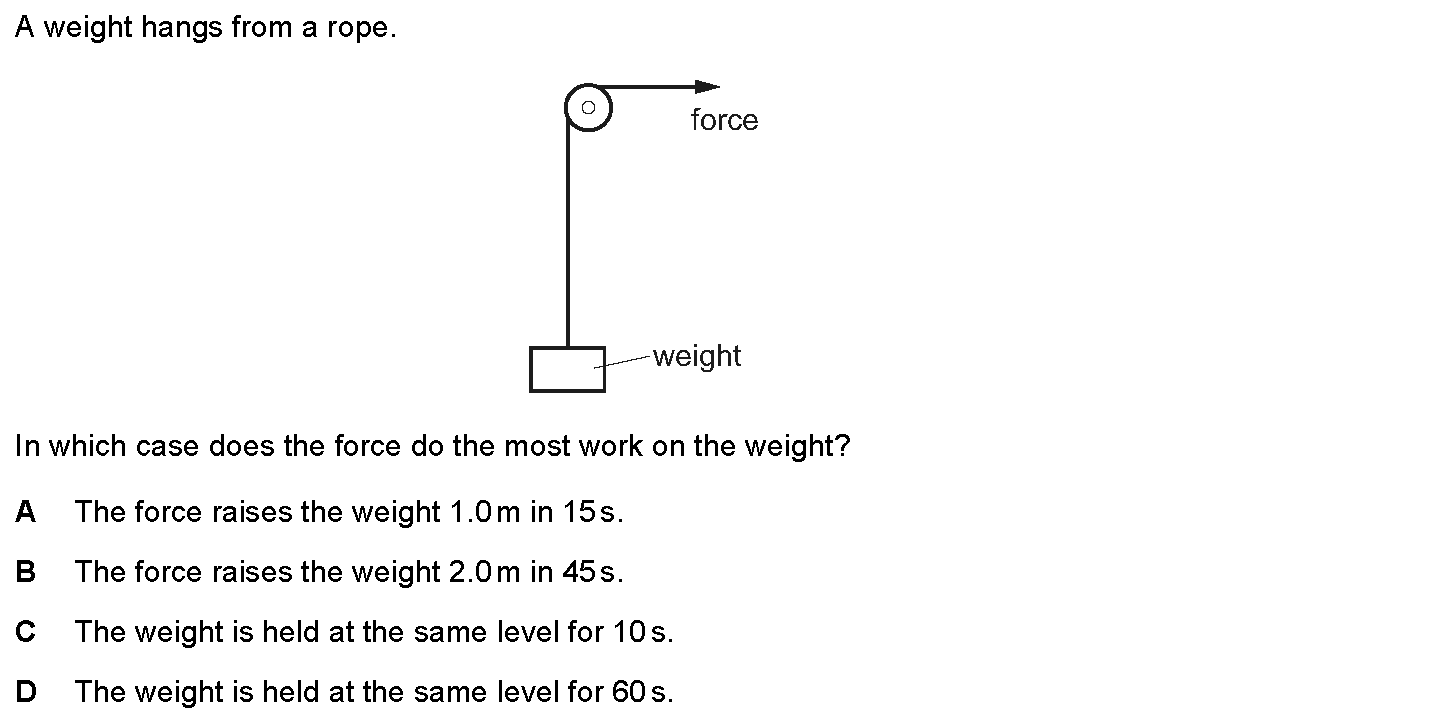 A weight hangs from a rope.
force
weight
In which case does the force do the most work on the weight?
A The force raises the weight 1.0 m in 15 s.
B The force raises the weight 2.0 m in 45 s.
C The weight is held at the same level for 10 s.
D The weight is held at the same level for 60 s.